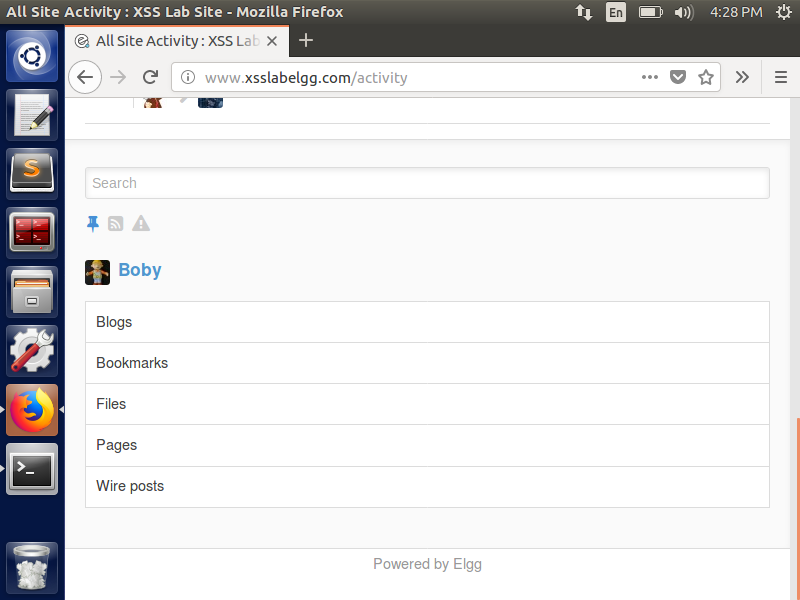 All Site Activity : XSS Lab Site - Mozilla Firefox
En
4:28 PM
All Site Activity : XSS Lab
www.xsslabelgg.com/activity
Search
Boby
Blogs
Bookmarks
Files
Pages
Wire posts
Powered by Elgg